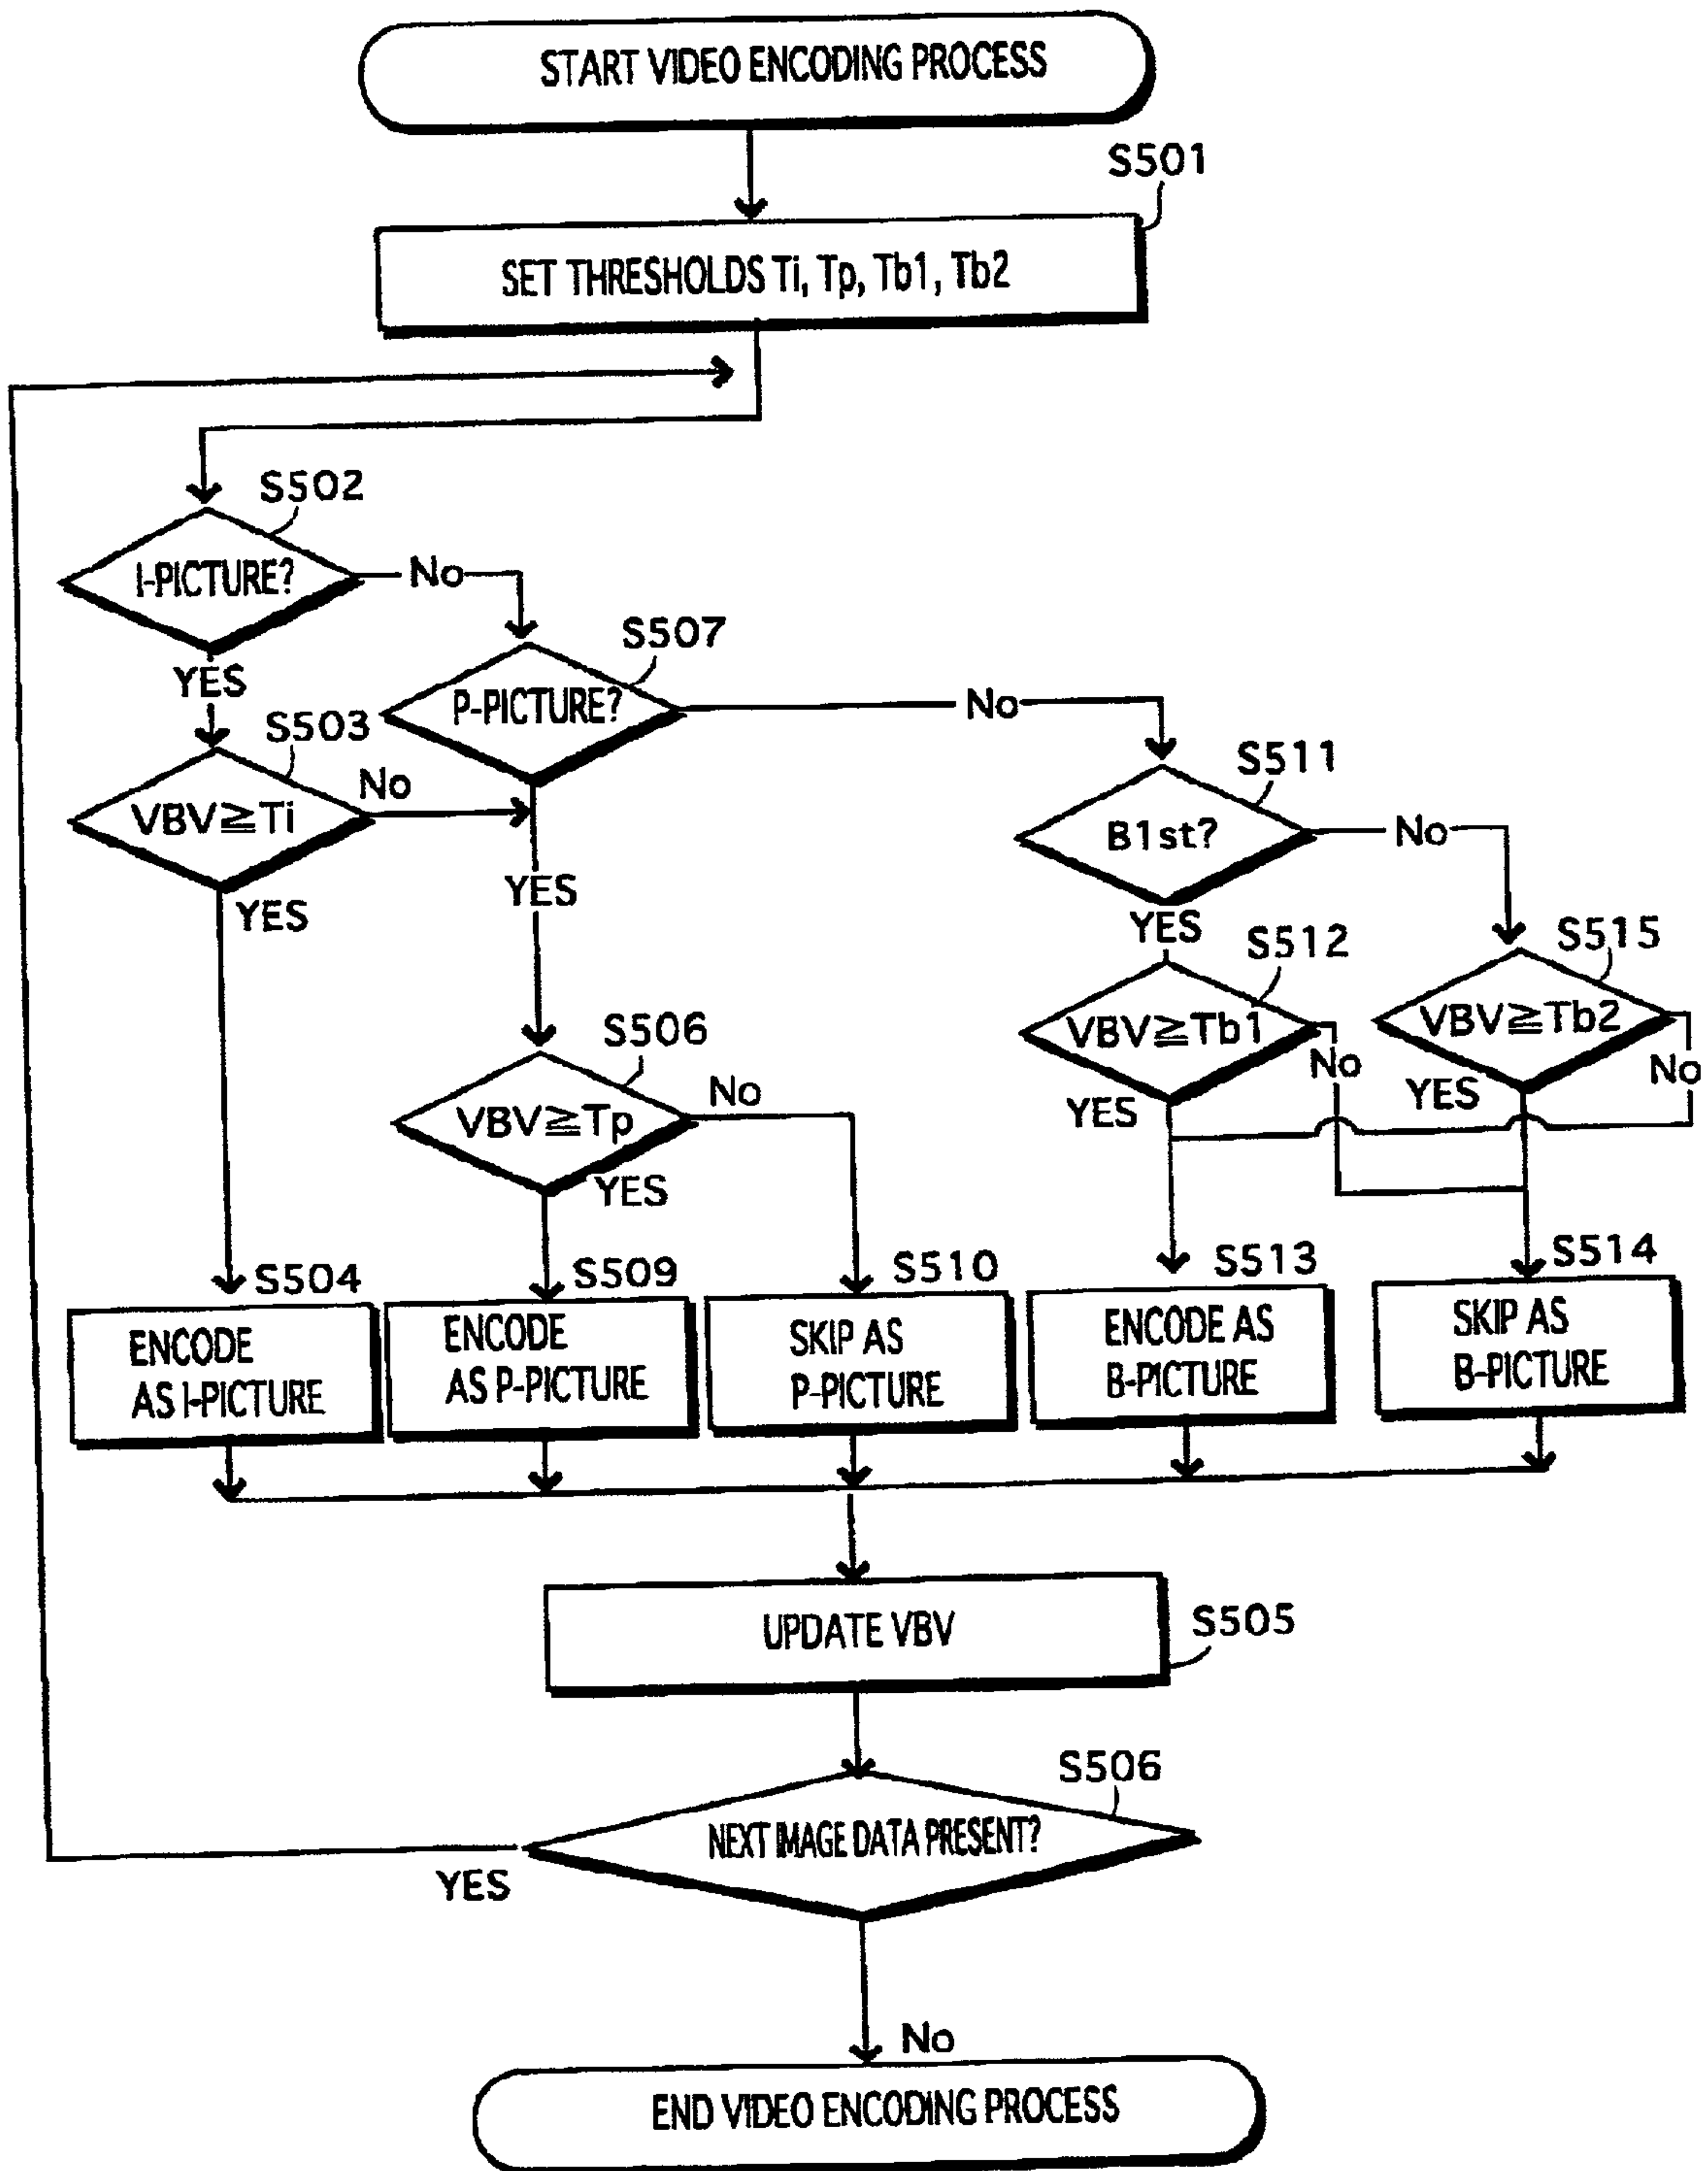 START VIDEO ENCODING PROCESS
S501
SET THRESHOLDS Ti, Tp, Tb1, Tb2
S502
I-PICTURE?
No
S507
YES
P-PICTURE?
No
S503
S511
No
VBV≧Ti
B1st?
No
YES
YES
YES
S512
S515
VBV≧Tb1
VBV≧Tb2
S506
No
No
No
VBV≧Tp
YES
YES
YES
S504
S509
S510
S513
S514
ENCODE
AS I-PICTURE
ENCODE
AS P-PICTURE
SKIP AS
P-PICTURE
ENCODE AS
B-PICTURE
SKIP AS
B-PICTURE
UPDATE VBV
S505
S506
NEXT IMAGE DATA PRESENT?
YES
No
END VIDEO ENCODING PROCESS